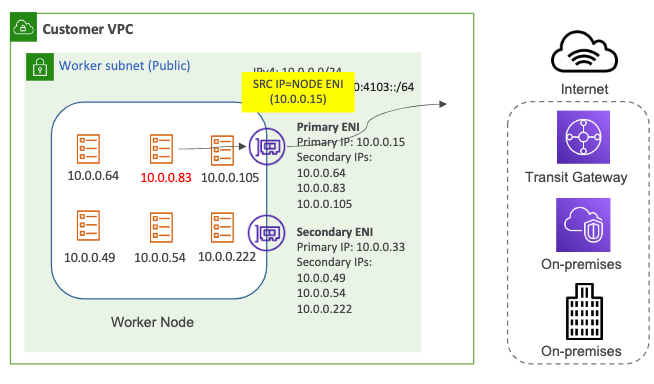 Customer VPC
Worker subnet (Public)
IPv4: 10.0.0.0/24
SRC IP=NODE ENI
(10.0.0.15)
0:4103::/64
Primary ENI
Primary IP: 10.0.0.15
Secondary IPs:
10.0.0.64
10.0.0.83
10.0.0.105
10.0.0.64
10.0.0.83
10.0.0.105
Secondary ENI
Primary IP: 10.0.0.33
Secondary IPs:
10.0.0.49
10.0.0.54
10.0.0.222
10.0.0.49
10.0.0.54
10.0.0.222
Worker Node
Internet
Transit Gateway
On-premises
On-premises